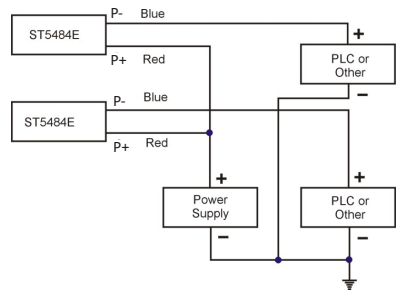 P- Blue
ST5484E
P+ Red
+
PLC or
Other
−
P- Blue
ST5484E
P+ Red
+
Power
Supply
−
+
PLC or
Other
−